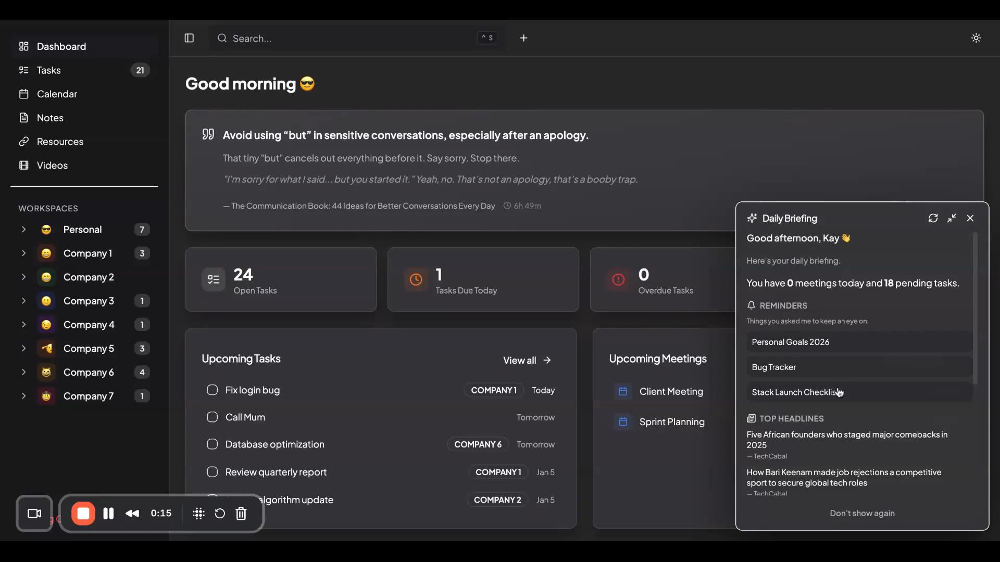 Dashboard
Tasks 21
Calendar
Notes
Resources
Videos
WORKSPACES
Personal 7
Company 1 3
Company 2
Company 3 1
Company 4 1
Company 5 3
Company 6 4
Company 7 1
0:15
Search... ^ S
Good morning 😎
Avoid using “but” in sensitive conversations, especially after an apology.
That tiny "but" cancels out everything before it. Say sorry. Stop there.
"I'm sorry for what I said... but you started it." Yeah, no. That's not an apology, that's a booby trap.
— The Communication Book: 44 Ideas for Better Conversations Every Day 6h 49m
24
Open Tasks
1
Tasks Due Today
0
Overdue Tasks
Upcoming Tasks View all →
Fix login bug COMPANY 1 Today
Call Mum Tomorrow
Database optimization COMPANY 6 Tomorrow
Review quarterly report COMPANY 1 Jan 5
algorithm update COMPANY 2 Jan 5
Upcoming Meetings
Client Meeting
Sprint Planning
Daily Briefing
Good afternoon, Kay 👋
Here's your daily briefing.
You have 0 meetings today and 18 pending tasks.
REMINDERS
Things you asked me to keep an eye on:
Personal Goals 2026
Bug Tracker
Stack Launch Checklist
TOP HEADLINES
Five African founders who staged major comebacks in
2025
— TechCabal
How Bari Keenam made job rejections a competitive
sport to secure global tech roles
— TechCabal
Don't show again